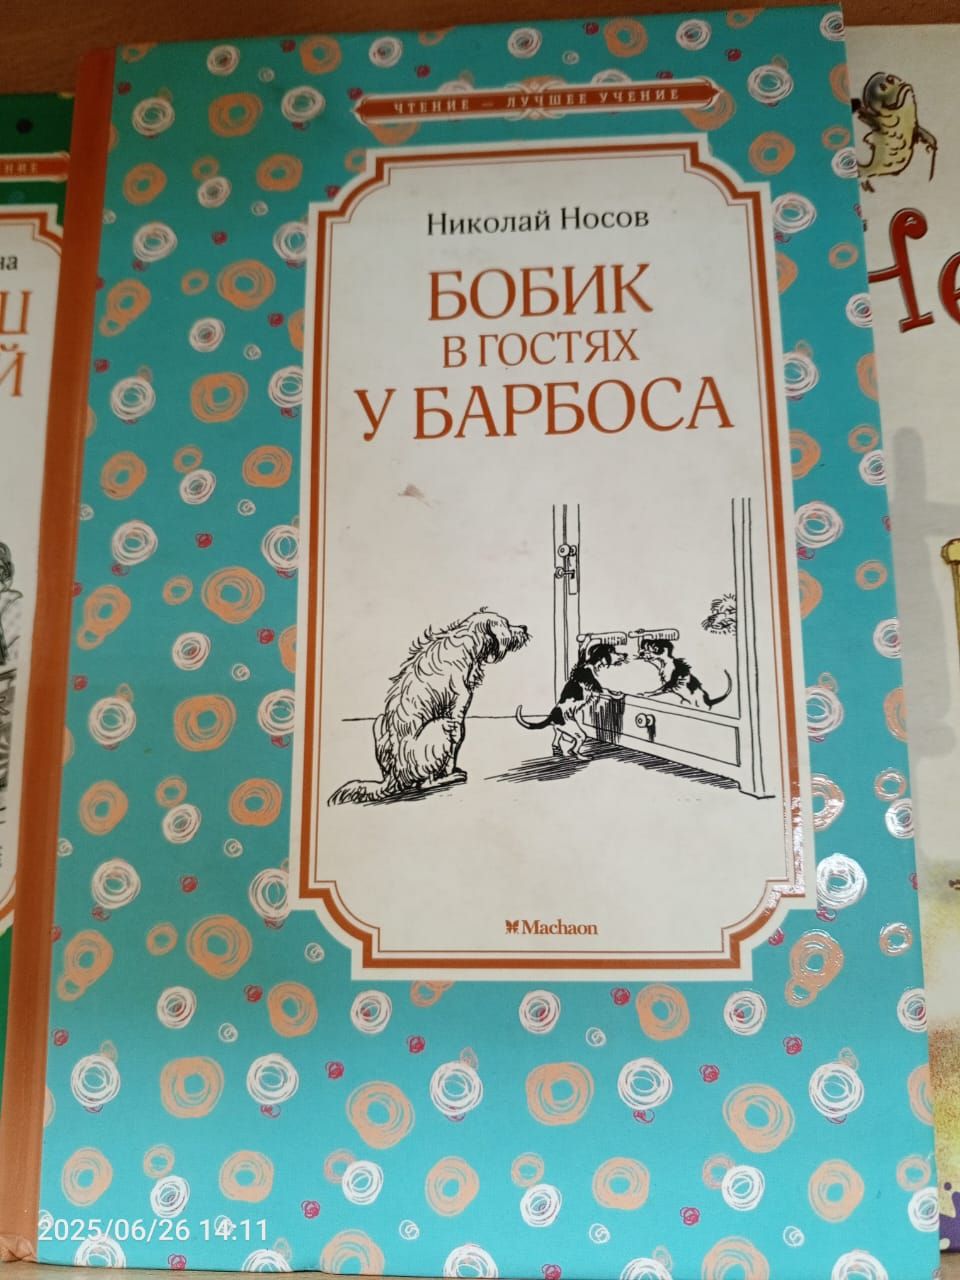 ЧТЕНИЕ — ЛУЧШЕЕ УЧЕНИЕ
Николай Носов
БОБИК
В ГОСТЯХ
У БАРБОСА
Machaon
2025/06/26 14:11